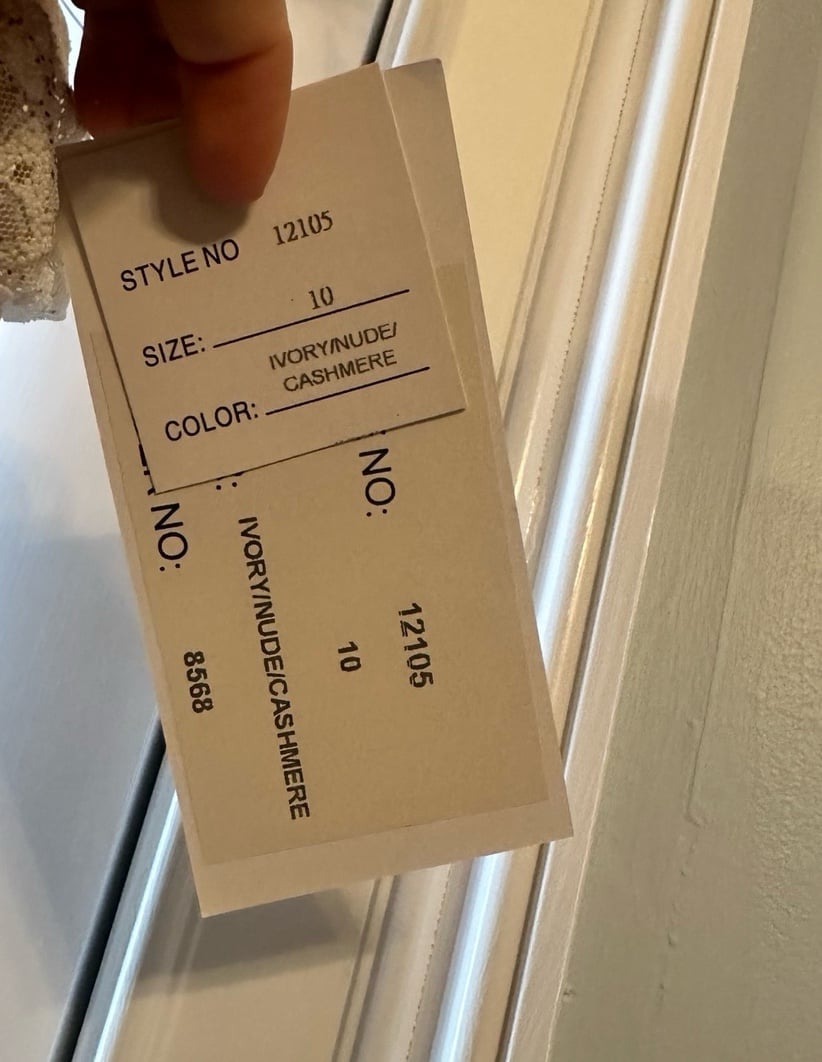 STYLE NO 12105
SIZE: 10
IVORY/NUDE/
CASHMERE
COLOR:
NO: 12105
10
IVORY/NUDE/CASHMERE
NO: 8568